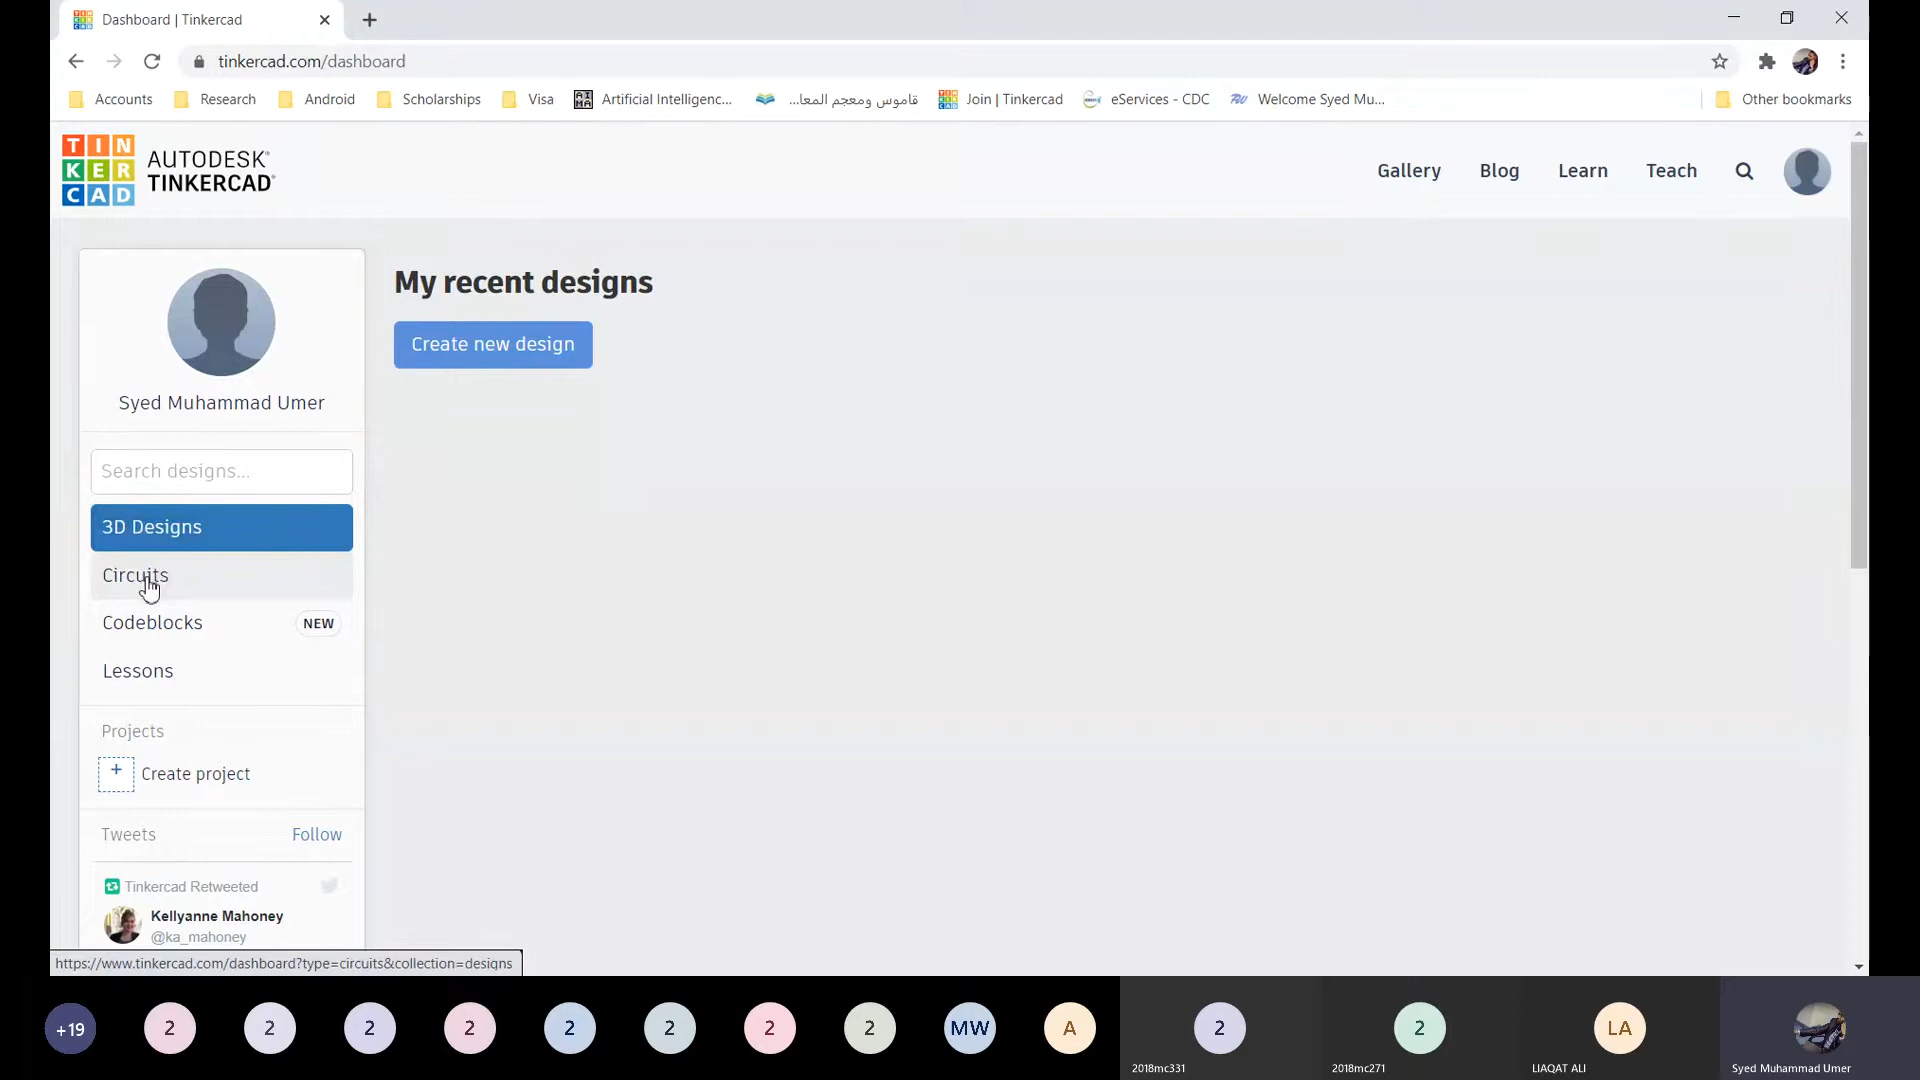 Dashboard | Tinkercad
tinkercad.com/dashboard
Accounts Research Android Scholarships Visa Artificial Intelligenc... قاموس ومعجم المعا... Join | Tinkercad eServices - CDC Welcome Syed Mu... Other bookmarks
TIN
KER
CAD
AUTODESK®
TINKERCAD®
Gallery Blog Learn Teach
My recent designs
Create new design
Syed Muhammad Umer
Search designs...
3D Designs
Circuits
Codeblocks NEW
Lessons
Projects
+ Create project
Tweets Follow
Tinkercad Retweeted
Kellyanne Mahoney
@ka_mahoney
https://www.tinkercad.com/dashboard?type=circuits&collection=designs
+19 2 2 2 2 2 2 2 2 MW A 2 2 LA
2018mc331 2018mc271 LIAQAT ALI Syed Muhammad Umer